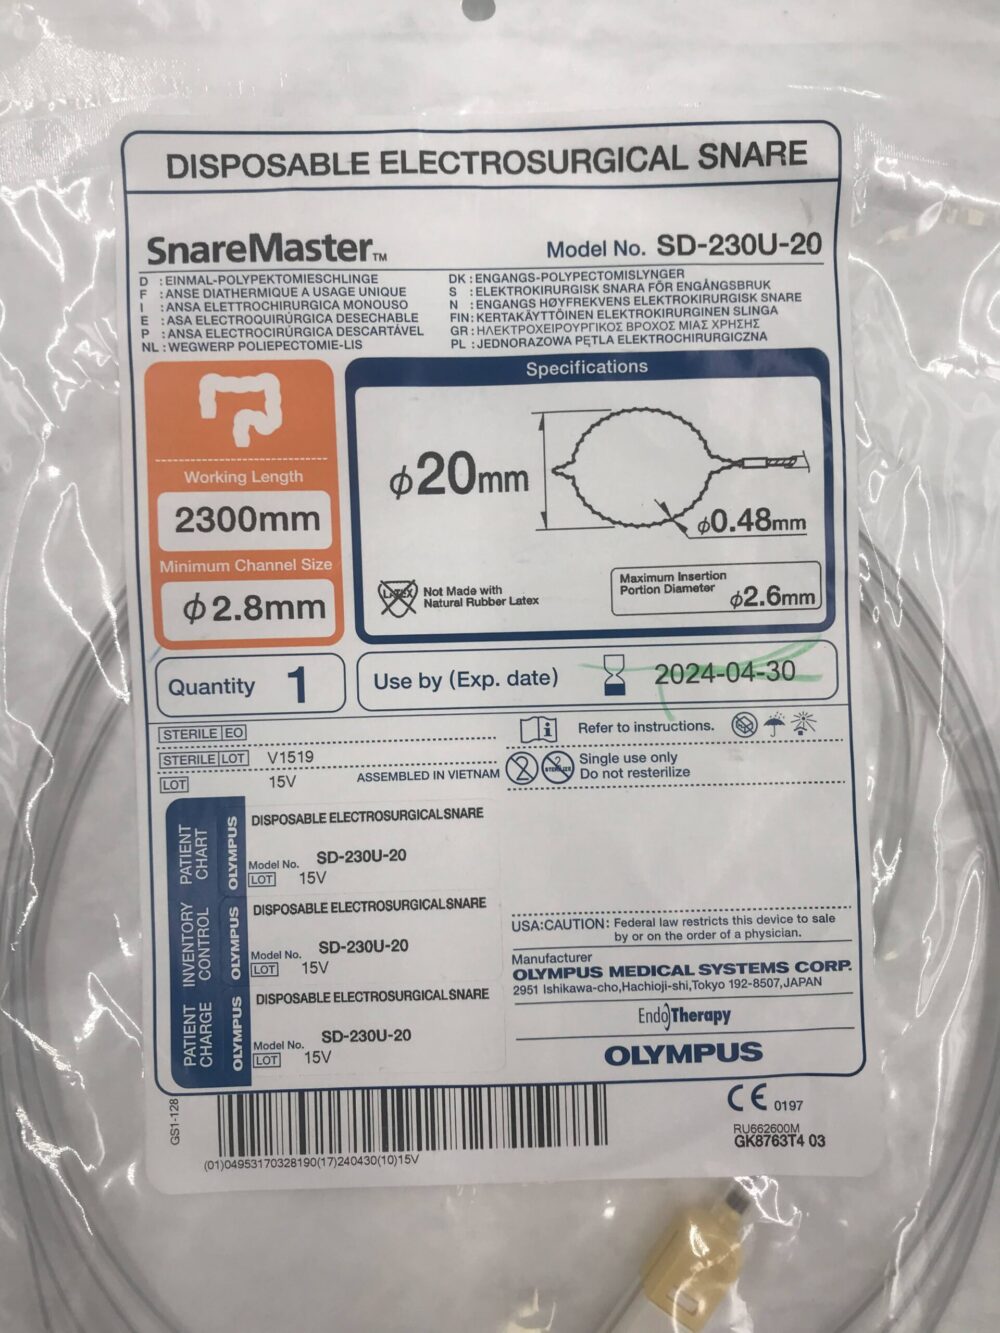 DISPOSABLE ELECTROSURGICAL SNARE
SnareMaster™
Model No. SD-230U-20
D : EINMAL-POLYPEKTOMIESCHLINGE
F : ANSE DIATHERMIQUE A USAGE UNIQUE
I : ANSA ELETTROCHIRURGICA MONOUSO
E : ASA ELECTROQUIRÚRGICA DESECHABLE
P : ANSA ELECTROCIRÚRGICA DESCARTÁVEL
NL : WEGWERP POLIEPECTOMIE-LIS
DK : ENGANGS-POLYPECTOMISLYNGER
S : ELEKTROKIRURGISK SNARA FÖR ENGÅNGSBRUK
N : ENGANGS HØYFREKVENS ELEKTROKIRURGISK SNARE
FIN: KERTAKÄYTTÖINEN ELEKTROKIRURGINEN SLINGA
GR : ΗΛΕΚΤΡΟΧΕΙΡΟΥΡΓΙΚΟΣ ΒΡΟΧΟΣ ΜΙΑΣ ΧΡΗΣΗΣ
PL : JEDNORAZOWA PĘTLA ELEKTROCHIRURGICZNA
Working Length
2300mm
Minimum Channel Size
φ2.8mm
Specifications
φ20mm
φ0.48mm
LATEX
Not Made with
Natural Rubber Latex
Maximum Insertion
Portion Diameter φ2.6mm
Quantity 1
Use by (Exp. date) 2024-04-30
STERILE EO
STERILE LOT V1519
LOT 15V
ASSEMBLED IN VIETNAM
Refer to instructions.
2
2 STERILIZE
Single use only
Do not resterilize
PATIENT
CHART
OLYMPUS
DISPOSABLE ELECTROSURGICAL SNARE
Model No. SD-230U-20
LOT 15V
INVENTORY
CONTROL
OLYMPUS
DISPOSABLE ELECTROSURGICAL SNARE
Model No. SD-230U-20
LOT 15V
PATIENT
CHARGE
OLYMPUS
DISPOSABLE ELECTROSURGICAL SNARE
Model No. SD-230U-20
LOT 15V
USA:CAUTION: Federal law restricts this device to sale
by or on the order of a physician.
Manufacturer
OLYMPUS MEDICAL SYSTEMS CORP.
2951 Ishikawa-cho,Hachioji-shi,Tokyo 192-8507,JAPAN
EndoTherapy
OLYMPUS
GS1-128
(01)04953170328190(17)240430(10)15V
CE 0197
RU662600M
GK8763T4 03